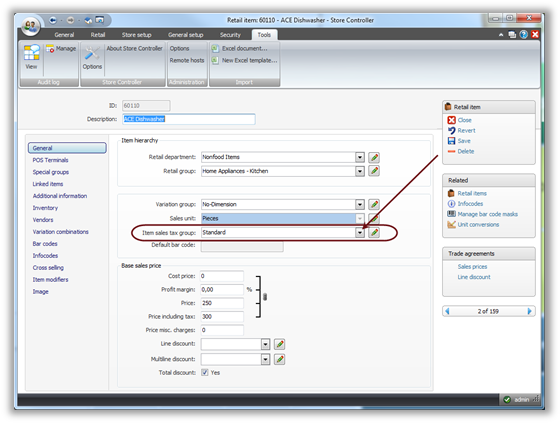 Retail item: 60110 - ACE Dishwasher - Store Controller
General Retail Store setup General setup Security Tools
View
Manage
Audit log
Options
About Store Controller
Store Controller
Options
Remote hosts
Administration
Excel document...
New Excel template...
Import
ID: 60110
Description: ACE Dishwasher
General
POS Terminals
Special groups
Linked items
Additional information
Inventory
Vendors
Variation combinations
Bar codes
Infocodes
Cross selling
Item modifiers
Image
Item hierarchy
Retail department: Nonfood Items
Retail group: Home Appliances - Kitchen
Variation group: No-Dimension
Sales unit: Pieces
Item sales tax group: Standard
Default bar code:
Base sales price
Cost price: 0
Profit margin: 0,00 %
Price: 250
Price including tax: 300
Price misc. charges: 0
Line discount:
Multiline discount:
Total discount: Yes
Retail item
Close
Revert
Save
Delete
Related
Retail items
Infocodes
Manage bar code masks
Unit conversions
Trade agreements
Sales prices
Line discount
2 of 159
admin